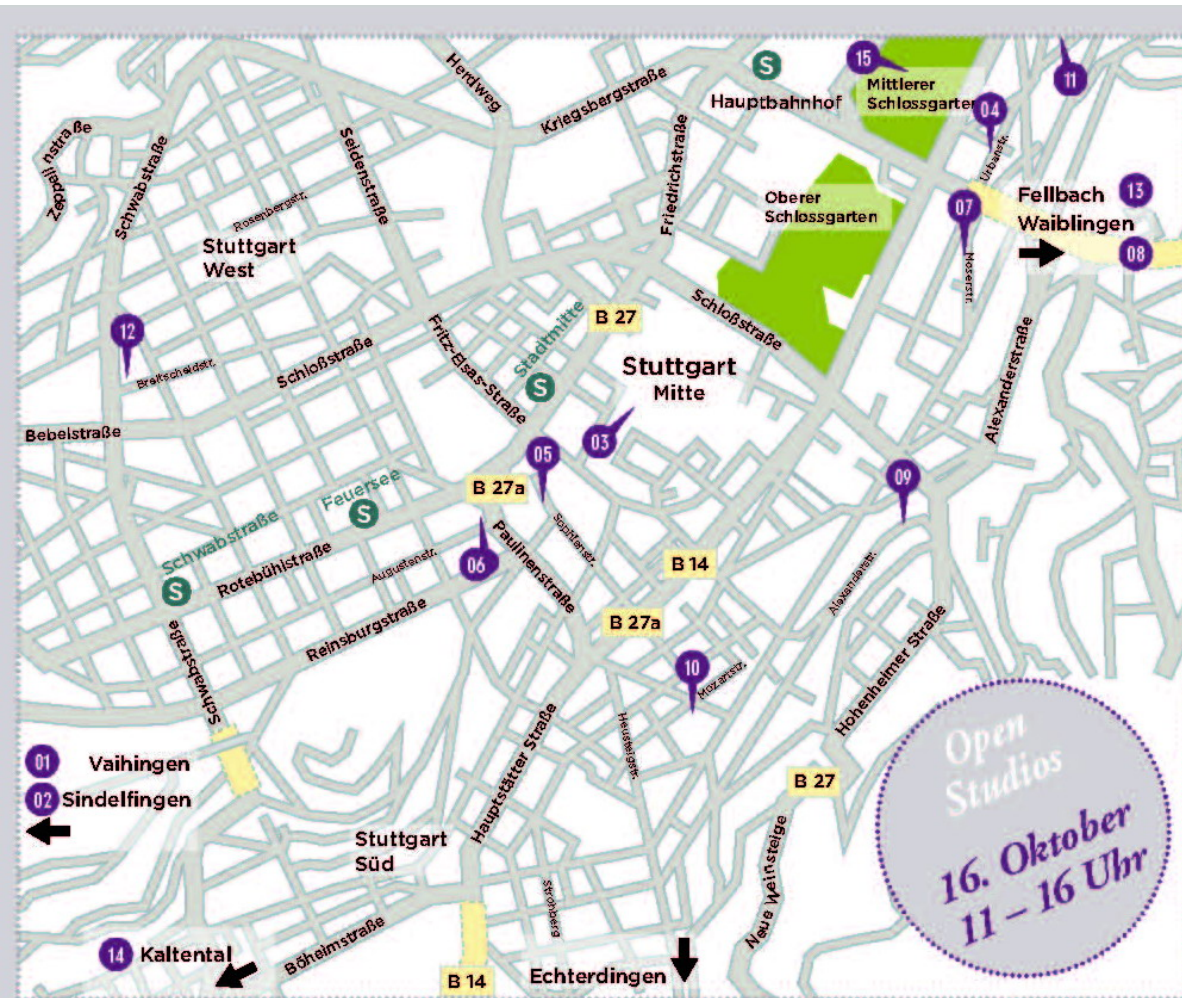 Herdweg
Kriegsbergstraße
S
Hauptbahnhof
15
Mittlerer
Schlossgarten
11
04
Urbanstr.
Zeppelinstraße
Schwabstraße
Seidenstraße
Friedrichstraße
Rosenbergstr.
Stuttgart
West
Oberer
Schlossgarten
07
Moserstr.
Fellbach
13
Waiblingen
08
12
Breitscheidstr.
Schloßstraße
Fritz-Elsas-Straße
Stadtmitte
S
B 27
Schloßstraße
Stuttgart
Mitte
Alexanderstraße
Bebelstraße
03
05
B 27a
09
Feuersee
S
Schwabstraße
S
Rotebühlstraße
Augustenstr.
06
Paulinenstraße
Sophienstr.
B 14
Alexanderstr.
Reinsburgstraße
B 27a
Schwabstraße
10
Mozartstr.
Hohenheimer Straße
Heusteigstr.
Hauptstätter Straße
01
Vaihingen
02
Sindelfingen
B 27
Neue Weinsteige
Stuttgart
Süd
Strohberg
14
Kaltental
Böheimstraße
B 14
Echterdingen
Open
Studios
16. Oktober
11 – 16 Uhr